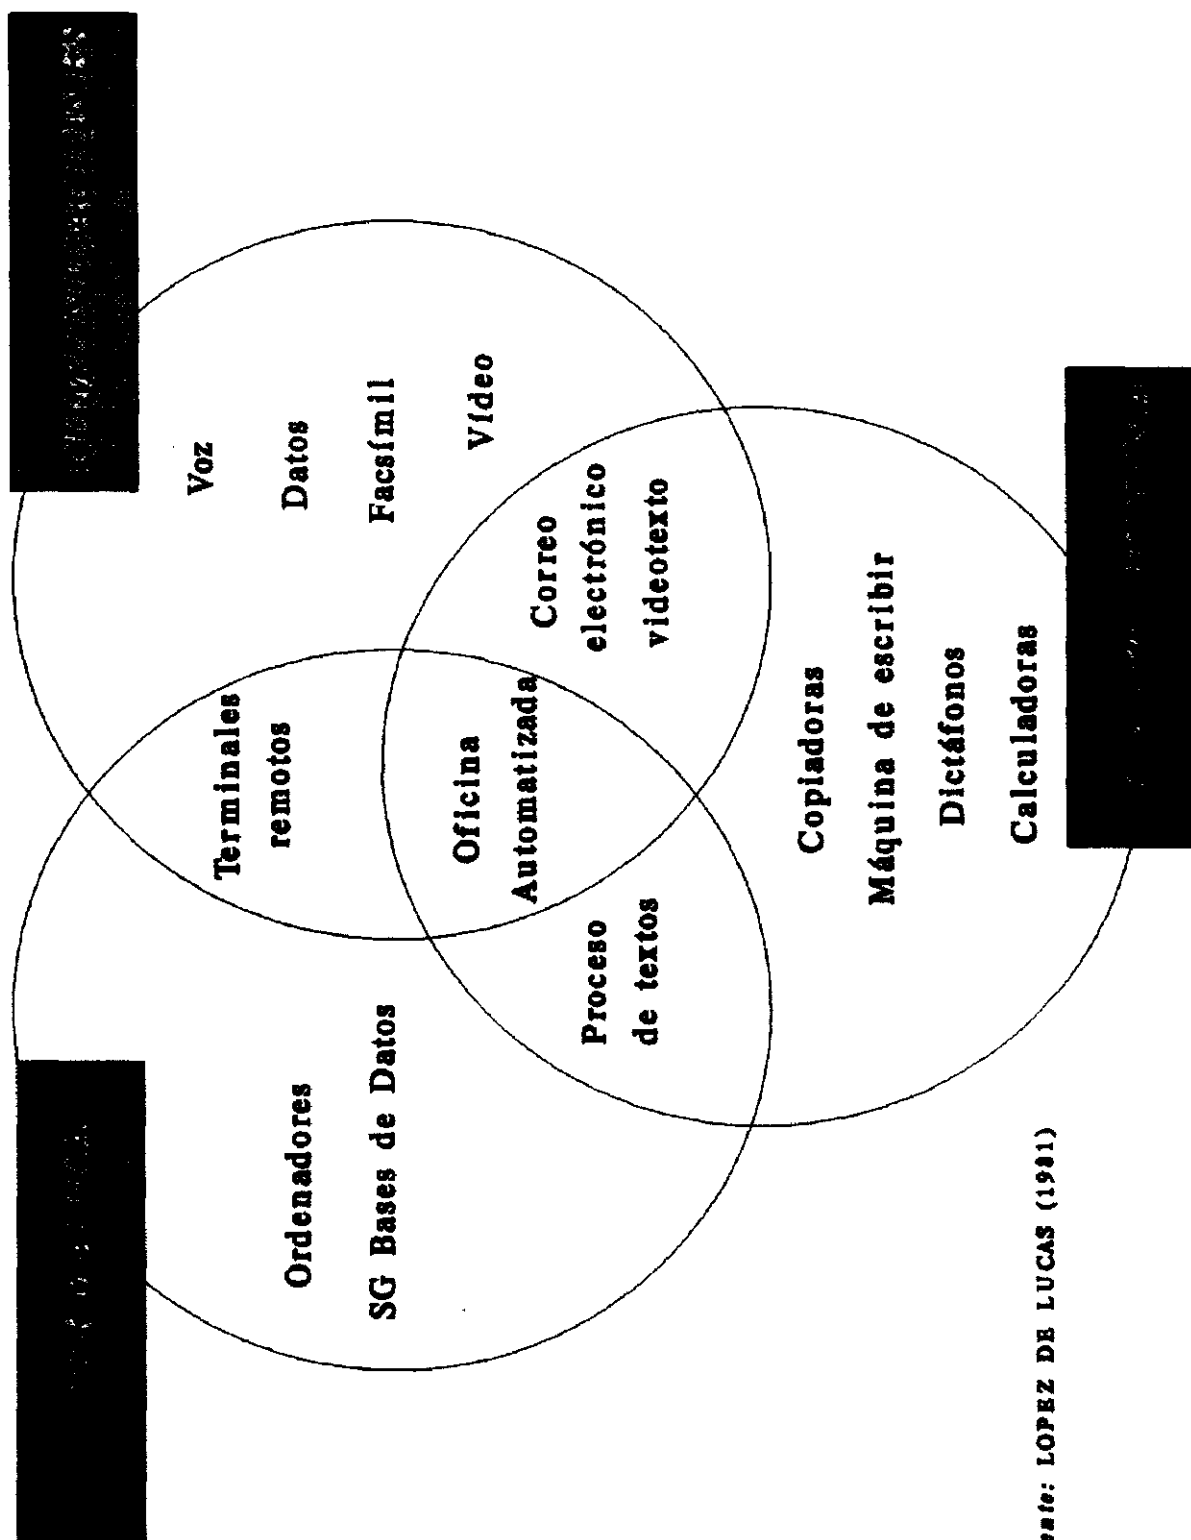 Ordenadores
SG Bases de Datos
Terminales
remotos
Voz
Datos
Facsímil
Vídeo
Oficina
Automatizada
Proceso
de textos
Correo
electrónico
videotexto
Copiadoras
Máquina de escribir
Dictáfonos
Calculadoras
LOPEZ DE LUCAS (1981)